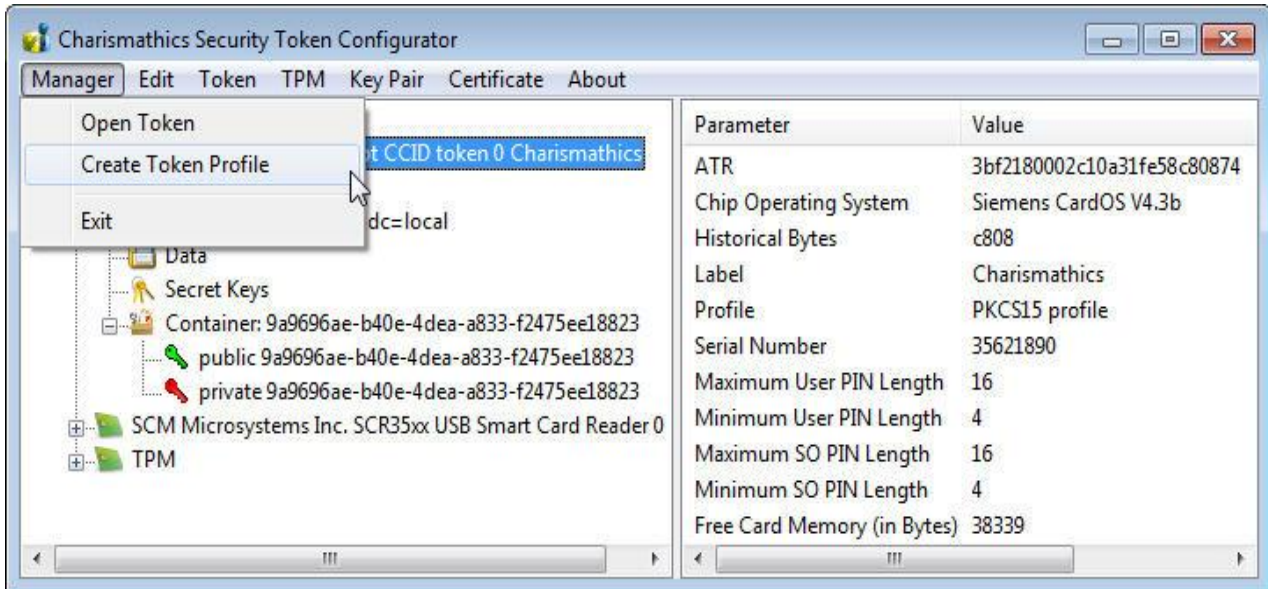 Charismathics Security Token Configurator
Manager Edit Token TPM Key Pair Certificate About
Open Token
Create Token Profile
Exit
t CCID token 0 Charismathics
dc=local
Data
Secret Keys
Container: 9a9696ae-b40e-4dea-a833-f2475ee18823
public 9a9696ae-b40e-4dea-a833-f2475ee18823
private 9a9696ae-b40e-4dea-a833-f2475ee18823
SCM Microsystems Inc. SCR35xx USB Smart Card Reader 0
TPM
Parameter Value
ATR 3bf2180002c10a31fe58c80874
Chip Operating System Siemens CardOS V4.3b
Historical Bytes c808
Label Charismathics
Profile PKCS15 profile
Serial Number 35621890
Maximum User PIN Length 16
Minimum User PIN Length 4
Maximum SO PIN Length 16
Minimum SO PIN Length 4
Free Card Memory (in Bytes) 38339